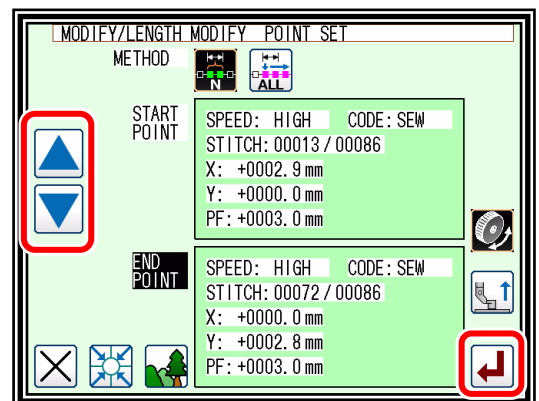 MODIFY/LENGTH MODIFY POINT SET
METHOD
N
ALL
START
POINT
SPEED: HIGH CODE: SEW
STITCH: 00013 / 00086
X: +0002.9mm
Y: +0000.0mm
PF: +0003.0mm
END
POINT
SPEED: HIGH CODE: SEW
STITCH: 00072 / 00086
X: +0000.0mm
Y: +0002.8mm
PF: +0003.0mm